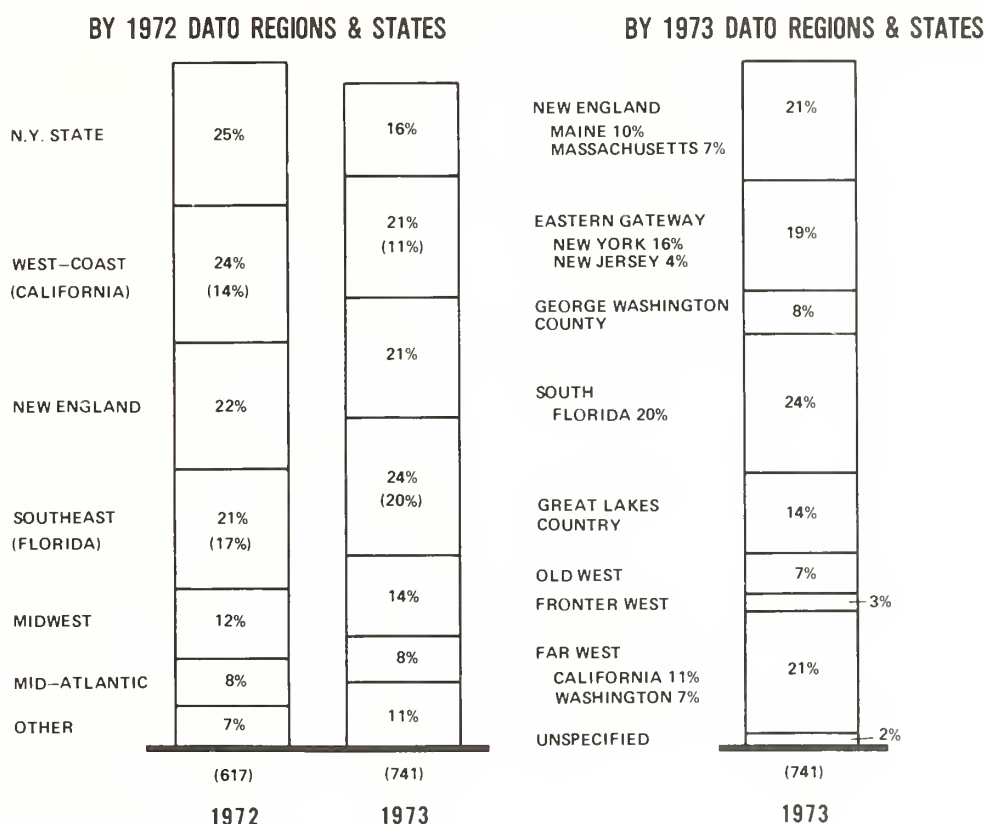 BY 1972 DATO REGIONS & STATES
N.Y. STATE
25%
16%
WEST–COAST
(CALIFORNIA)
24%
(14%)
21%
(11%)
NEW ENGLAND
22%
21%
SOUTHEAST
(FLORIDA)
21%
(17%)
24%
(20%)
MIDWEST
12%
14%
MID–ATLANTIC
8%
8%
OTHER
7%
11%
(617)
(741)
1972
1973
BY 1973 DATO REGIONS & STATES
NEW ENGLAND
MAINE 10%
MASSACHUSETTS 7%
21%
EASTERN GATEWAY
NEW YORK 16%
NEW JERSEY 4%
19%
GEORGE WASHINGTON
COUNTY
8%
SOUTH
FLORIDA 20%
24%
GREAT LAKES
COUNTRY
14%
OLD WEST
7%
FRONTER WEST
3%
FAR WEST
CALIFORNIA 11%
WASHINGTON 7%
21%
UNSPECIFIED
2%
(741)
1973